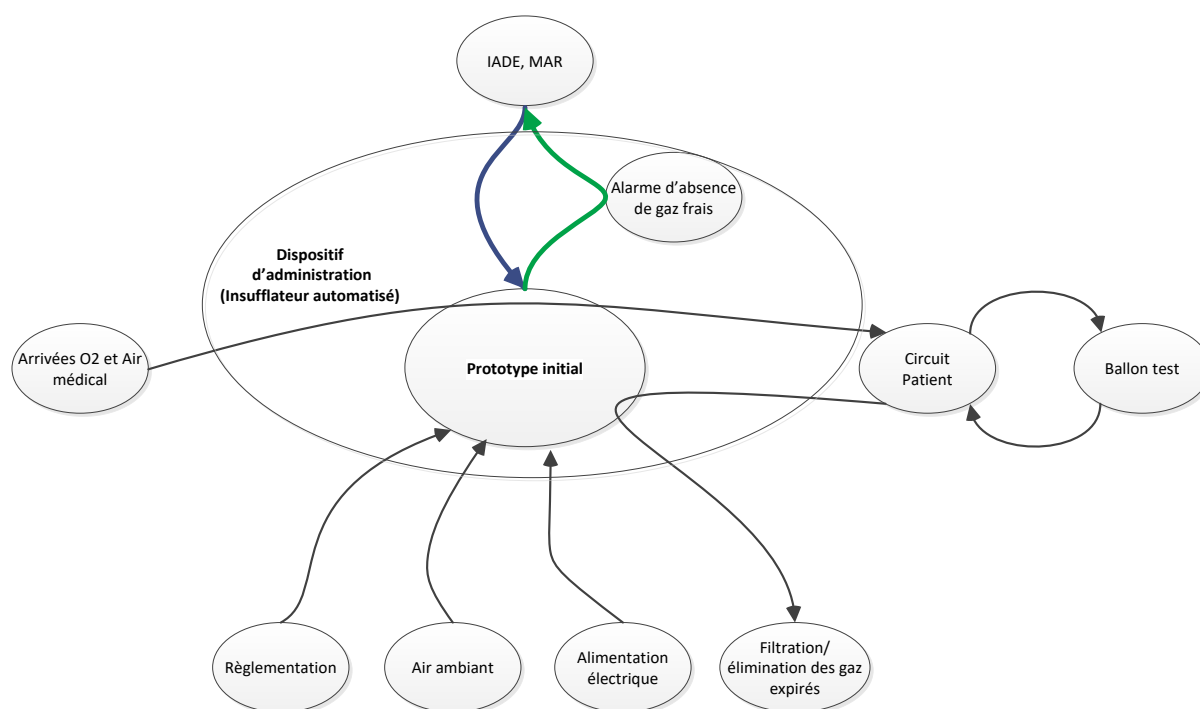 IADE, MAR
Alarme d’absence
de gaz frais
Dispositif
d’administration
(Insufflateur automatisé)
Arrivées O2 et Air
médical
Prototype initial
Circuit
Patient
Ballon test
Règlementation
Air ambiant
Alimentation
électrique
Filtration/
élimination des gaz
expirés